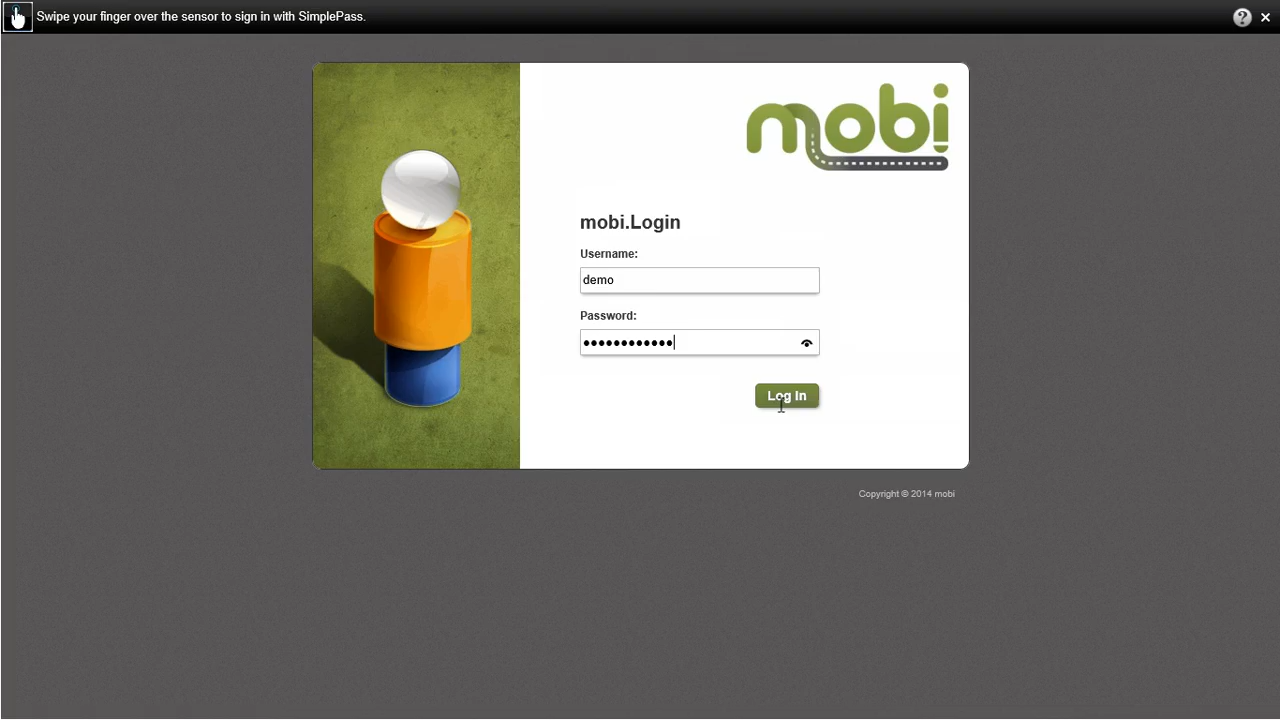 Swipe your finger over the sensor to sign in with SimplePass.
mobi
mobi.Login
Username:
demo
Password:
••••••••••••
Log In
Copyright © 2014 mobi